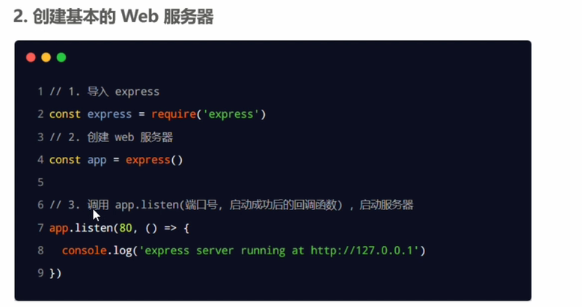 2. 创建基本的 Web 服务器
1 // 1. 导入 express
2 const express = require('express')
3 // 2. 创建 web 服务器
4 const app = express()
5
6 // 3. 调用 app.listen(端口号, 启动成功后的回调函数) , 启动服务器
7 app.listen(80, () => {
8   console.log('express server running at http://127.0.0.1')
9 })